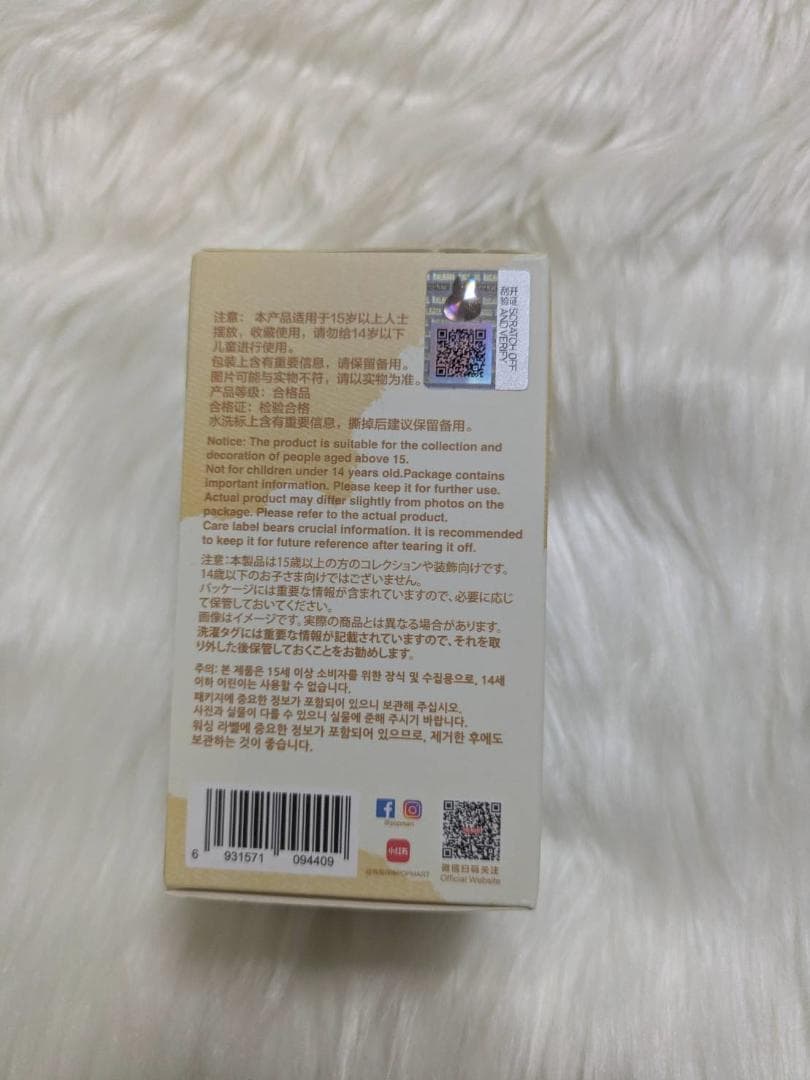 注意：本产品适用于15岁以上人士
摆放，收藏使用，请勿给14岁以下
儿童进行使用。
包装上含有重要信息，请保留备用。
图片可能与实物不符，请以实物为准。
产品等级：合格品
合格证：检验合格
水洗标上含有重要信息，撕掉后建议保留备用。
SCRATCH OFF
AND VERIFY
Notice: The product is suitable for the collection and
decoration of people aged above 15.
Not for children under 14 years old.Package contains
important information. Please keep it for further use.
Actual product may differ slightly from photos on the
package. Please refer to the actual product.
Care label bears crucial information. It is recommended
to keep it for future reference after tearing it off.
注意：本製品は15歳以上の方のコレクションや装飾向けです。
14歳以下のお子さま向けではございません。
パッケージには重要な情報が含まれていますので、必要に応じ
て保管しておいてください。
画像はイメージです。実際の商品とは異なる場合があります。
洗濯タグには重要な情報が記載されていますので、それを取
り外した後保管しておくことをお勧めします。
주의: 본 제품은 15세 이상 소비자를 위한 장식 및 수집용으로, 14세
이하 어린이는 사용할 수 없습니다.
패키지에 중요한 정보가 포함되어 있으니 보관해 주십시오.
사진과 실물이 다를 수 있으니 실물에 준해 주시기 바랍니다.
워싱 라벨에 중요한 정보가 포함되어 있으므로, 제거한 후에도
보관하는 것이 좋습니다.
6 931571 094409
@popmart
小红书
POPMART
Official Website